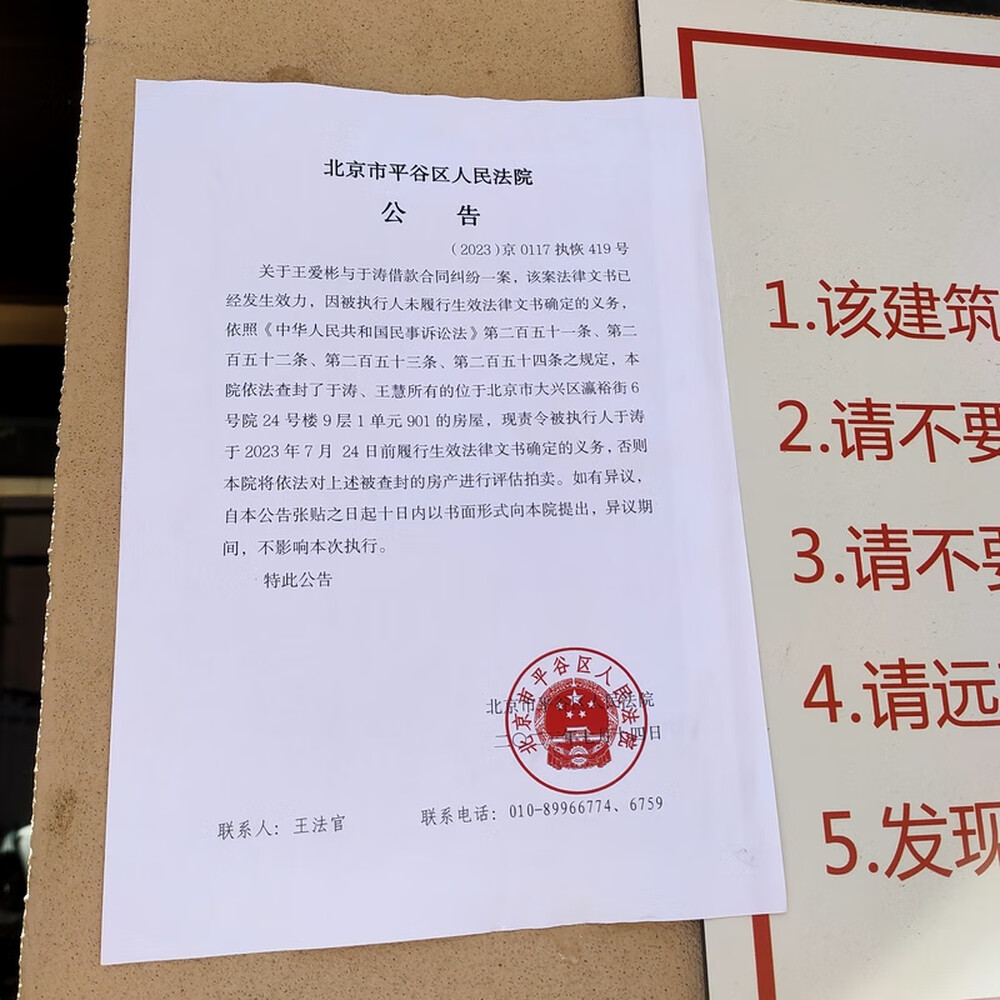 北京市平谷区人民法院
公 告
（2023）京 0117 执恢 419 号
关于王爱彬与于涛借款合同纠纷一案，该案法律文书已
经发生效力，因被执行人未履行生效法律文书确定的义务，
依照《中华人民共和国民事诉讼法》第二百五十一条、第二
百五十二条、第二百五十三条、第二百五十四条之规定，本
院依法查封了于涛、王慧所有的位于北京市大兴区瀛裕街 6
号院 24 号楼 9 层 1 单元 901 的房屋，现责令被执行人于涛
于 2023 年 7 月 24 日前履行生效法律文书确定的义务，否则
本院将依法对上述被查封的房产进行评估拍卖。如有异议，
自本公告张贴之日起十日内以书面形式向本院提出，异议期
间，不影响本次执行。
特此公告
北京市平谷区人民法院
北京市平谷区人民法院
联系人：王法官
联系电话：010-89966774、6759
1.该建筑
2.请不要
3.请不要
4.请远
5.发现